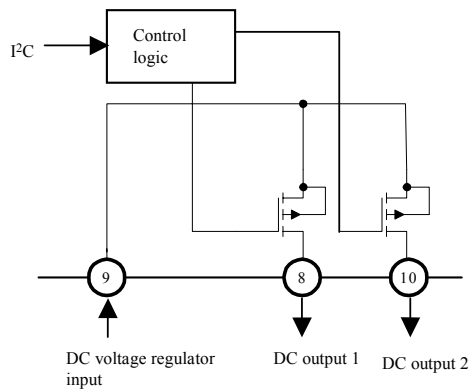 Control
logic
I²C
9
8
10
DC voltage regulator
input
DC output 1
DC output 2